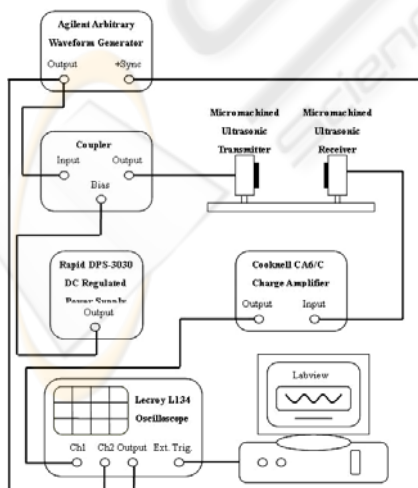 Agilent Arbitrary
Waveform Generator
Output +Sync
Micromachined
Ultrasonic
Transmitter
Micromachined
Ultrasonic
Receiver
Coupler
Input Output
Bias
Rapid DPS-3030
DC Regulated
Power Supply
Output
Cooknell CA6/C
Charge Amplifier
Output Input
Lecroy L134
Oscilloscope
Ch1 Ch2 Output Ext. Trig.
Labview